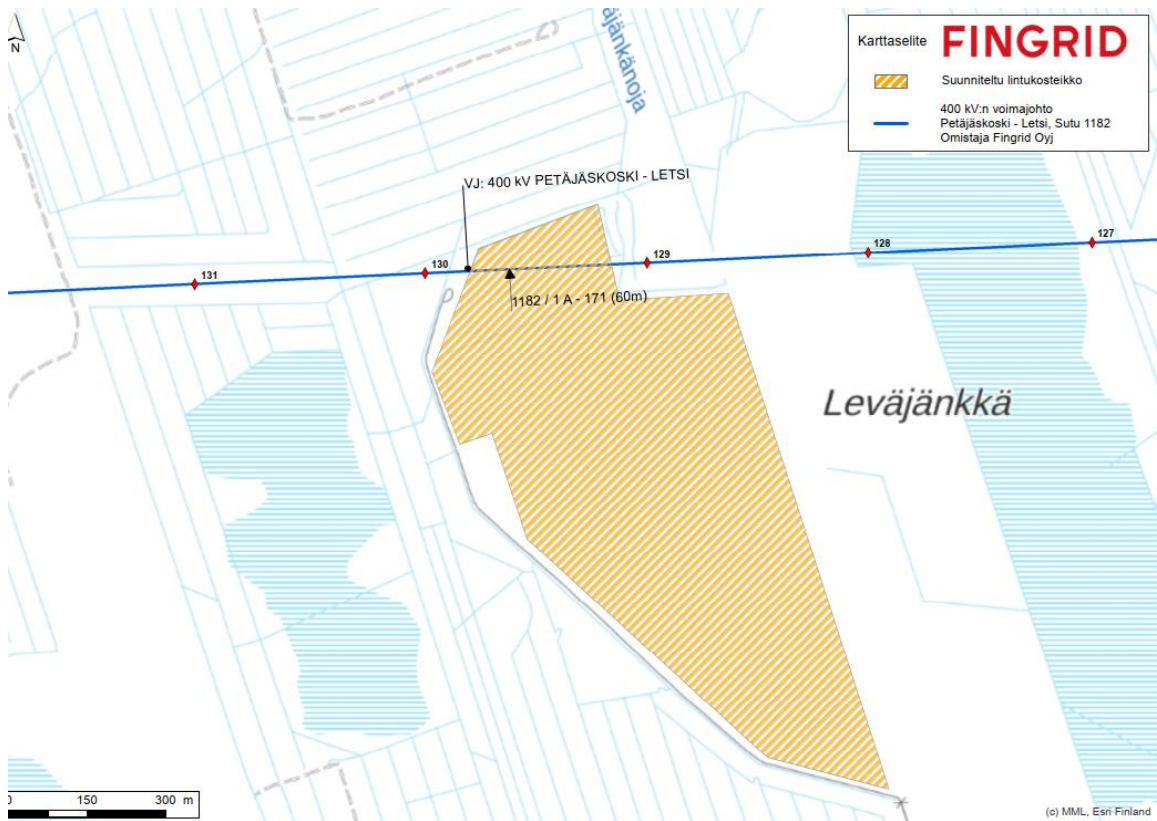 N
Karttaselite FINGRID
Suunniteltu lintukosteikko
400 kV:n voimajohto
Petäjäskoski - Letsi, Sutu 1182
Omistaja Fingrid Oyj
äjänkänoja
VJ: 400 kV PETÄJÄSKOSKI - LETSI
127
128
129
130
131
1182 / 1 A - 171 (60m)
Leväjänkkä
0 150 300 m
(c) MML, Esri Finland